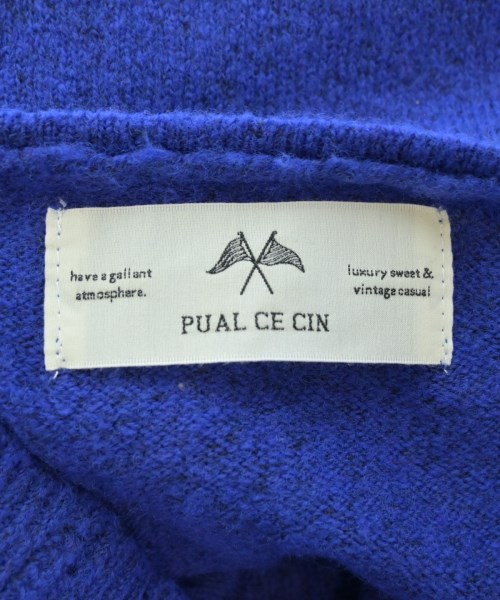 have a gallant
atmosphere.
luxury sweet &
vintage casual
PUAL CE CIN